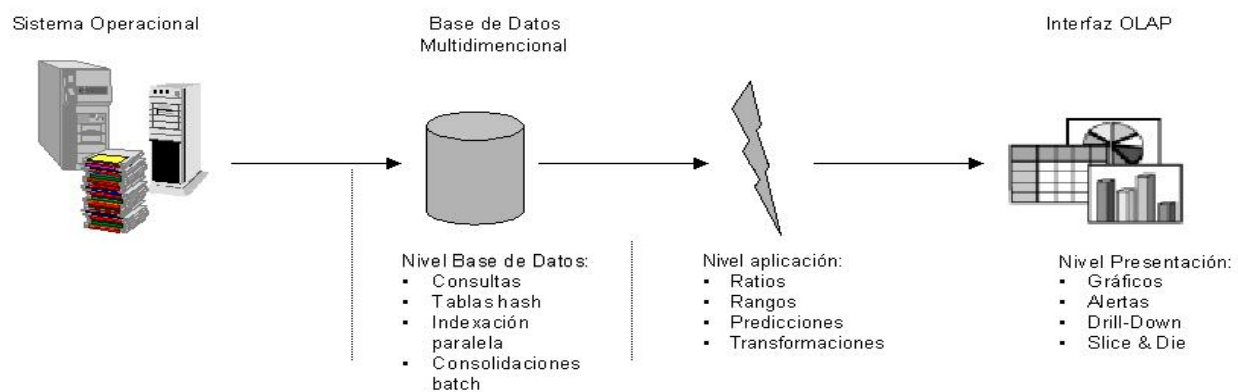 Sistema Operacional
Base de Datos
Multidimencional
Interfaz OLAP
Nivel Base de Datos:
▪ Consultas
▪ Tablas hash
▪ Indexación
paralela
▪ Consolidaciones
batch
Nivel aplicación:
▪ Ratios
▪ Rangos
▪ Predicciones
▪ Transformaciones
Nivel Presentación:
▪ Gráficos
▪ Alertas
▪ Drill-Down
▪ Slice & Die